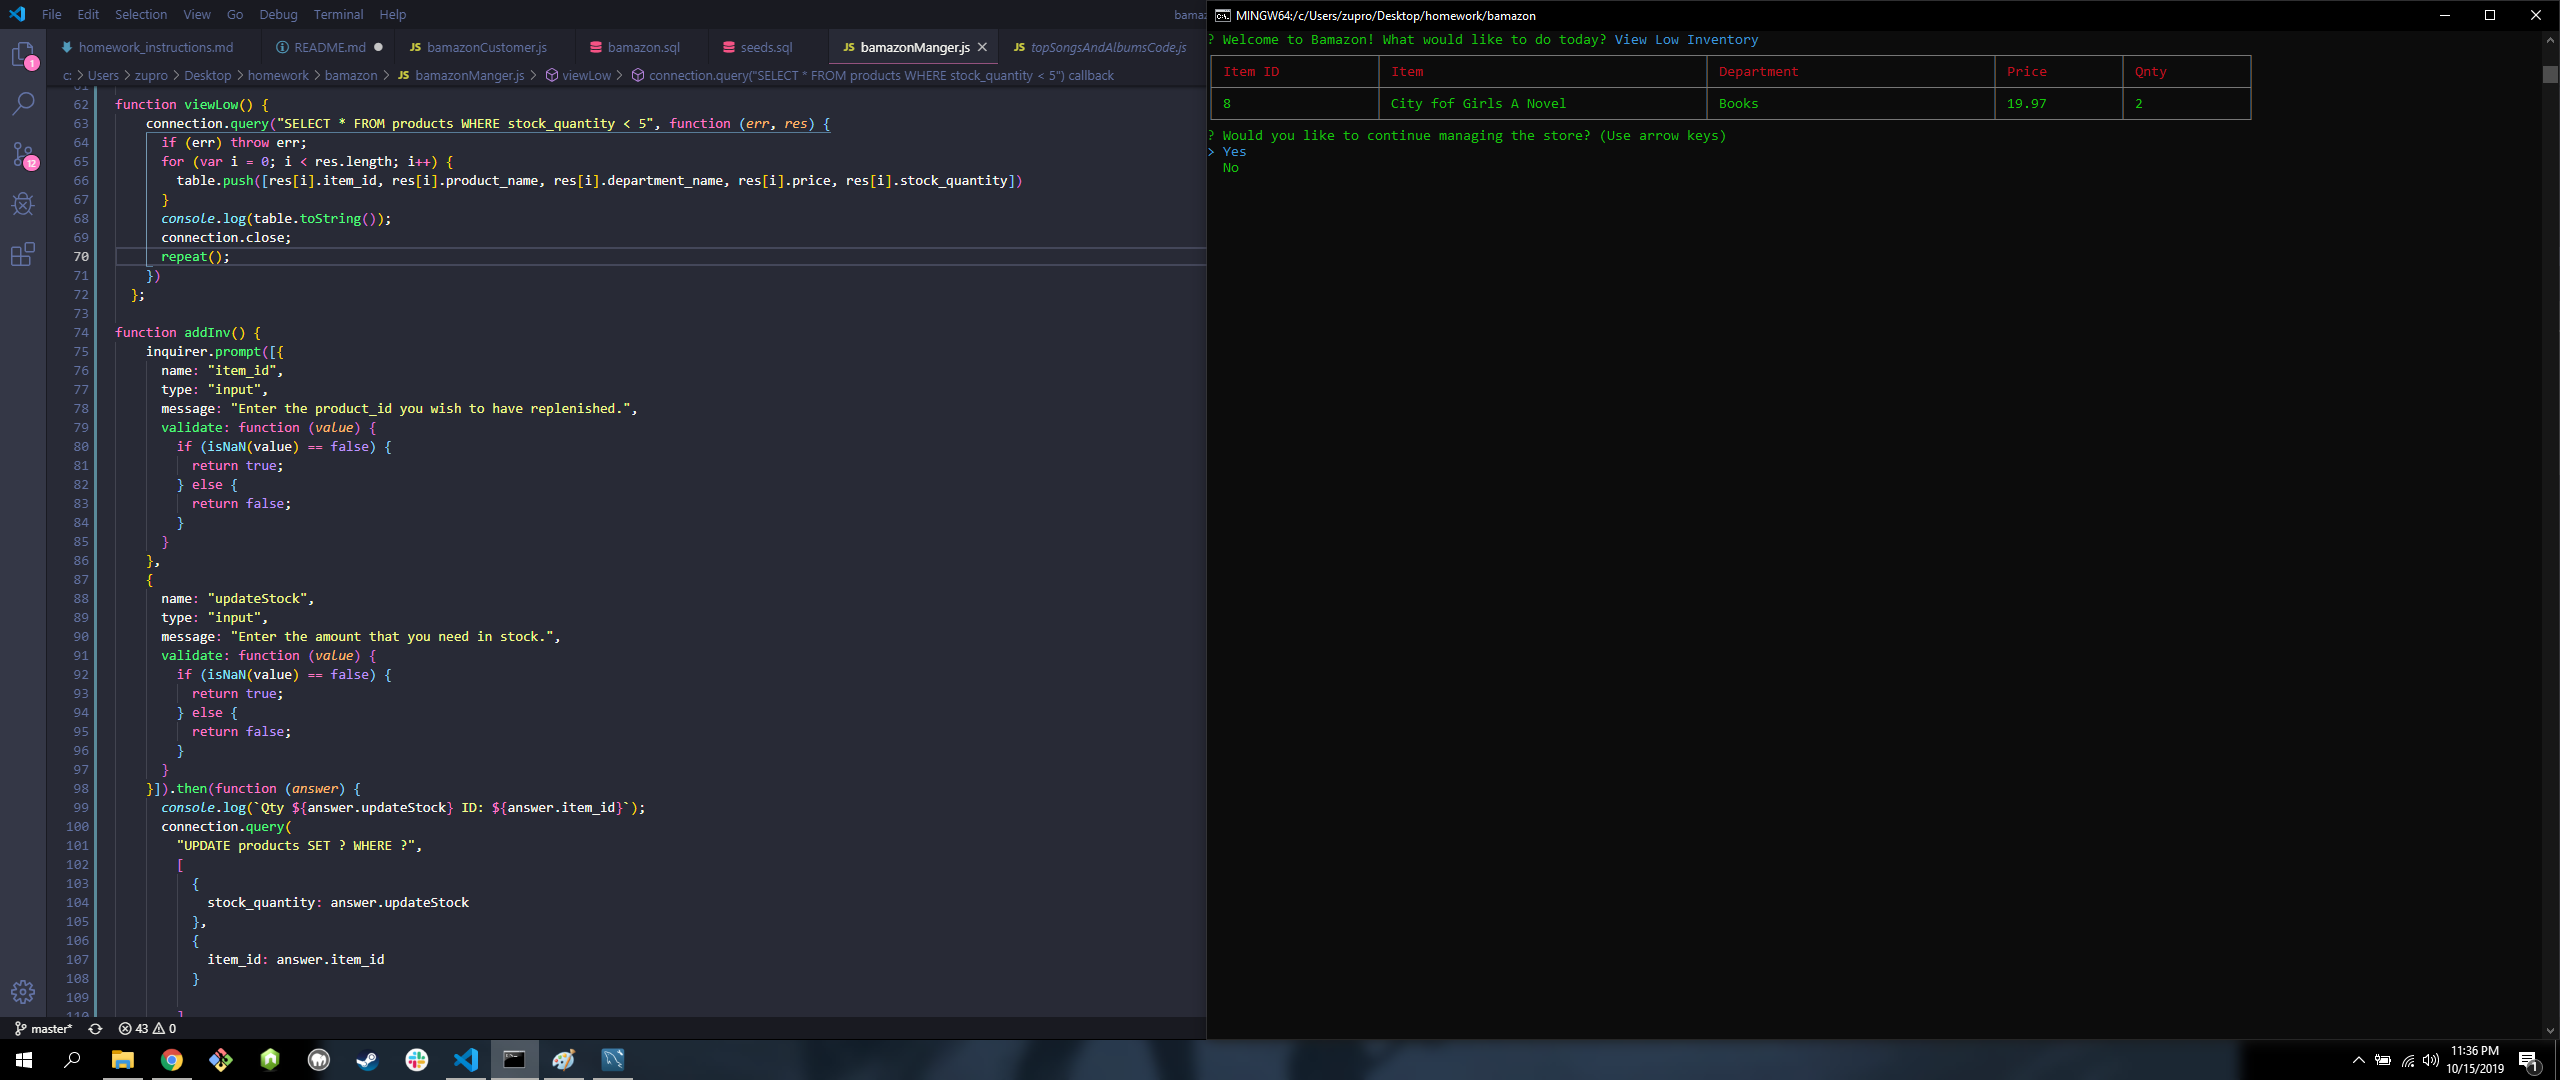 File Edit Selection View Go Debug Terminal Help
bamaz
homework_instructions.md README.md bamazonCustomer.js bamazon.sql seeds.sql bamazonManger.js topSongsAndAlbumsCode.js
c: > Users > zupro > Desktop > homework > bamazon > JS bamazonManger.js > viewLow > connection.query("SELECT * FROM products WHERE stock_quantity < 5") callback
61
62 function viewLow() {
63 connection.query("SELECT * FROM products WHERE stock_quantity < 5", function (err, res) {
64 if (err) throw err;
65 for (var i = 0; i < res.length; i++) {
66 table.push([res[i].item_id, res[i].product_name, res[i].department_name, res[i].price, res[i].stock_quantity])
67 }
68 console.log(table.toString());
69 connection.close;
70 repeat();
71 })
72 };
73
74 function addInv() {
75 inquirer.prompt([{
76 name: "item_id",
77 type: "input",
78 message: "Enter the product_id you wish to have replenished.",
79 validate: function (value) {
80 if (isNaN(value) == false) {
81 return true;
82 } else {
83 return false;
84 }
85 }
86 },
87 {
88 name: "updateStock",
89 type: "input",
90 message: "Enter the amount that you need in stock.",
91 validate: function (value) {
92 if (isNaN(value) == false) {
93 return true;
94 } else {
95 return false;
96 }
97 }
98 }]).then(function (answer) {
99 console.log(`Qty ${answer.updateStock} ID: ${answer.item_id}`);
100 connection.query(
101 "UPDATE products SET ? WHERE ?",
102 [
103 {
104 stock_quantity: answer.updateStock
105 },
106 {
107 item_id: answer.item_id
108 }
109
110 ]
master* 43 0
MINGW64:/c/Users/zupro/Desktop/homework/bamazon
? Welcome to Bamazon! What would like to do today? View Low Inventory
Item ID Item Department Price Qnty
8 City fof Girls A Novel Books 19.97 2
? Would you like to continue managing the store? (Use arrow keys)
> Yes
No
1
12
11:36 PM
10/15/2019
1